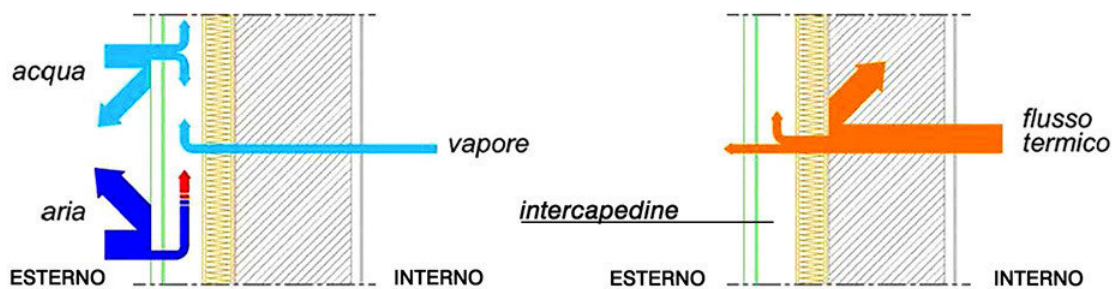 acqua
vapore
aria
ESTERNO
INTERNO
flusso
termico
intercapedine
ESTERNO
INTERNO